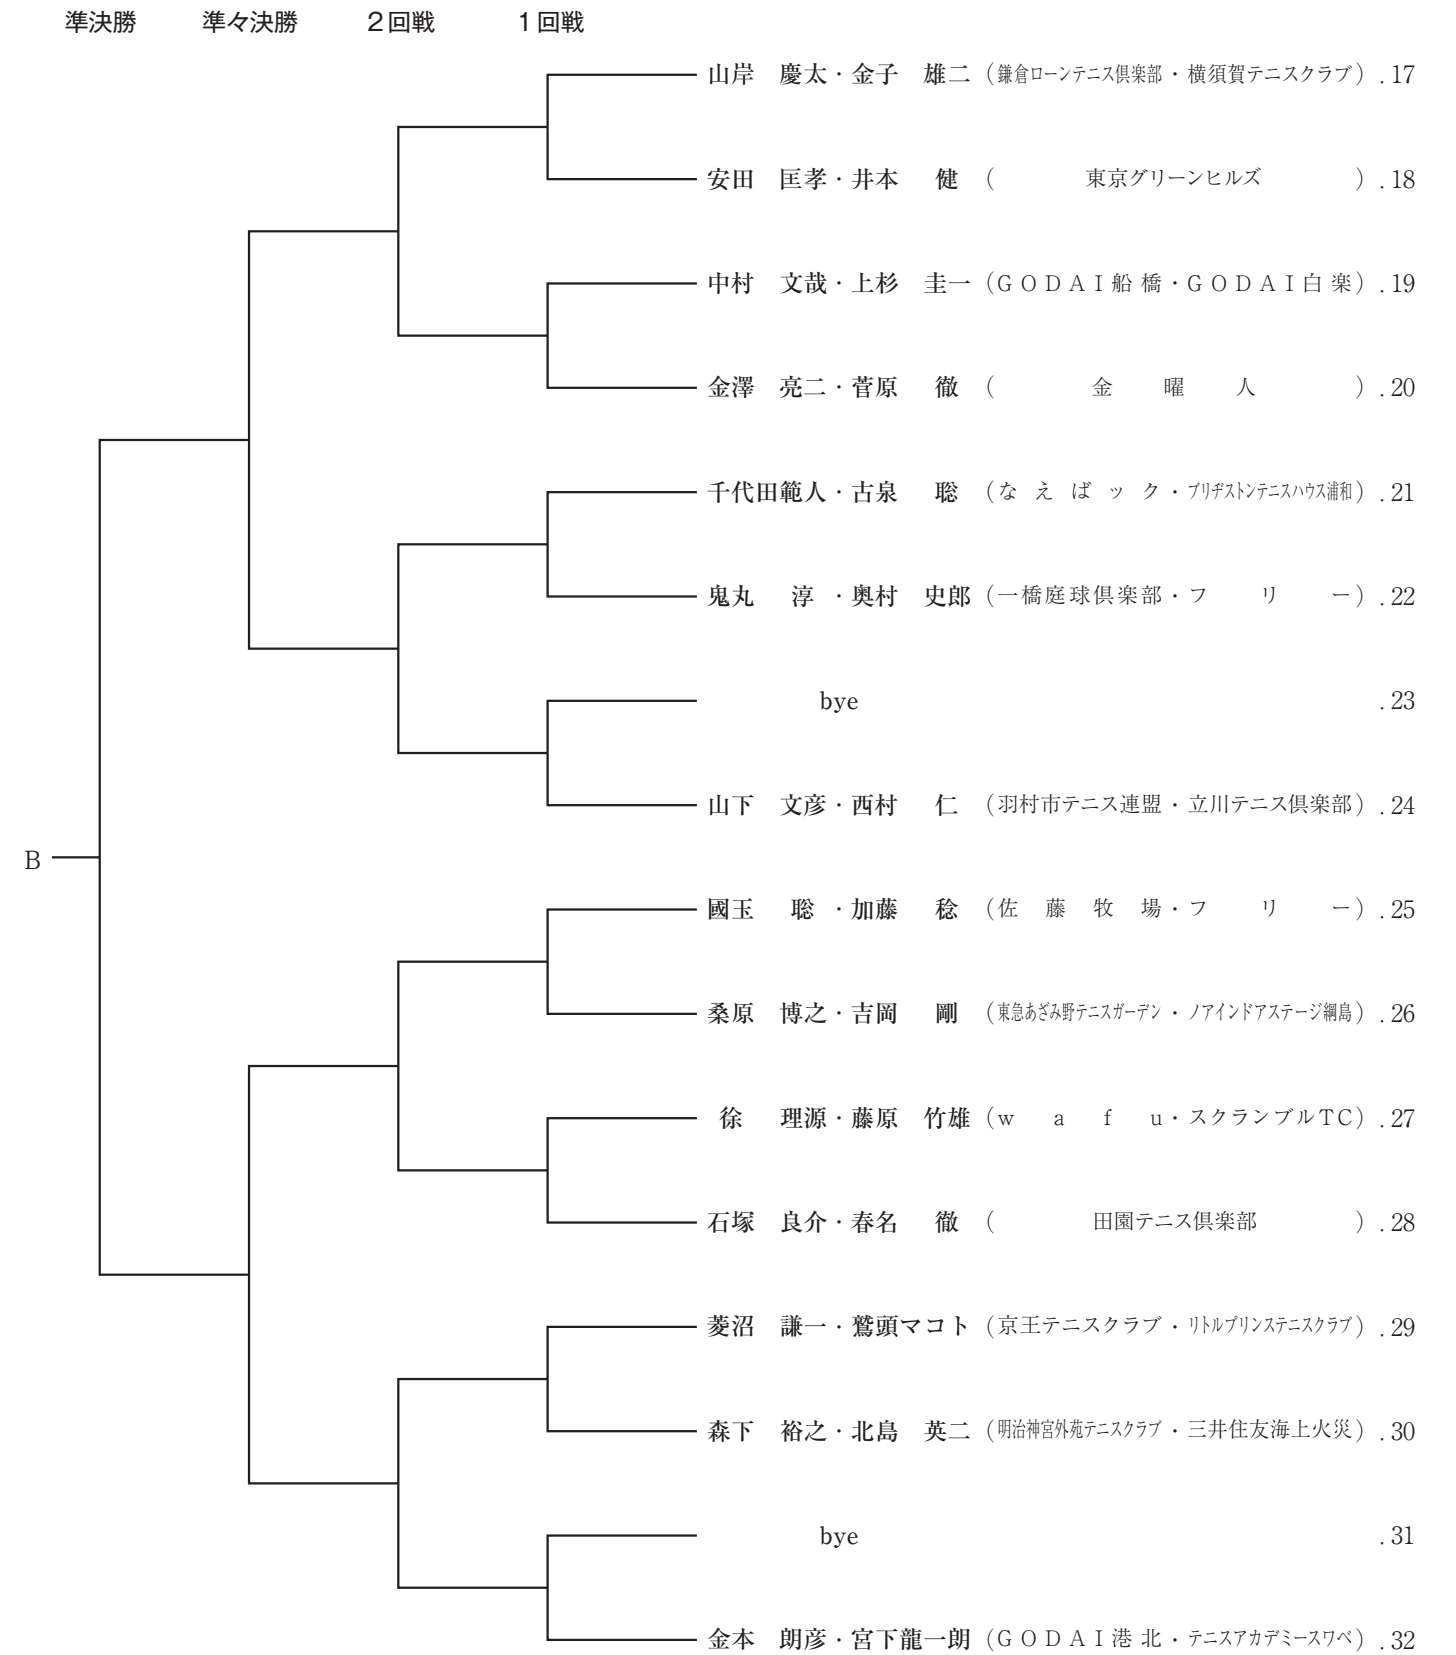 準決勝 準々決勝 2回戦 1回戦
山岸 慶太・金子 雄二 (鎌倉ローンテニス倶楽部・横須賀テニスクラブ) .17
安田 匡孝・井本 健 (東京グリーンヒルズ) .18
中村 文哉・上杉 圭一 (GODAI船橋・GODAI白楽) .19
金澤 亮二・菅原 徹 (金曜人) .20
千代田範人・古泉 聡 (なえばック・ブリヂストンテニスハウス浦和) .21
鬼丸 淳・奥村 史郎 (一橋庭球倶楽部・フリー) .22
bye .23
山下 文彦・西村 仁 (羽村市テニス連盟・立川テニス倶楽部) .24
B
國玉 聡・加藤 稔 (佐藤牧場・フリー) .25
桑原 博之・吉岡 剛 (東急あざみ野テニスガーデン・ノアインドアステージ綱島) .26
徐 理源・藤原 竹雄 (wafu・スクランブルTC) .27
石塚 良介・春名 徹 (田園テニス倶楽部) .28
菱沼 謙一・鷲頭マコト (京王テニスクラブ・リトルプリンステニスクラブ) .29
森下 裕之・北島 英二 (明治神宮外苑テニスクラブ・三井住友海上火災) .30
bye .31
金本 朗彦・宮下龍一朗 (GODAI港北・テニスアカデミースワベ) .32